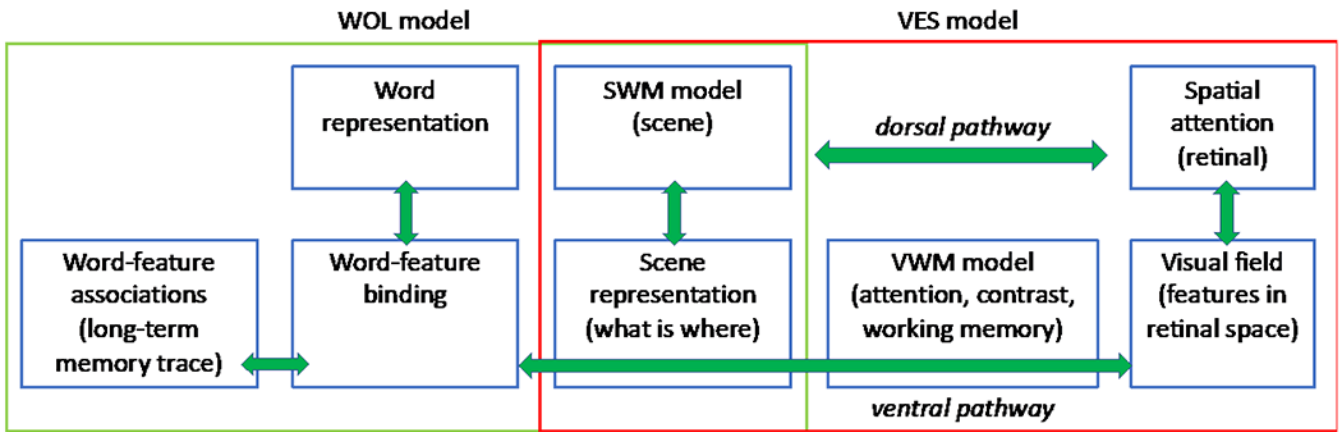 WOL model
VES model
Word
representation
SWM model
(scene)
dorsal pathway
Spatial
attention
(retinal)
Word-feature
associations
(long-term
memory trace)
Word-feature
binding
Scene
representation
(what is where)
VWM model
(attention, contrast,
working memory)
Visual field
(features in
retinal space)
ventral pathway